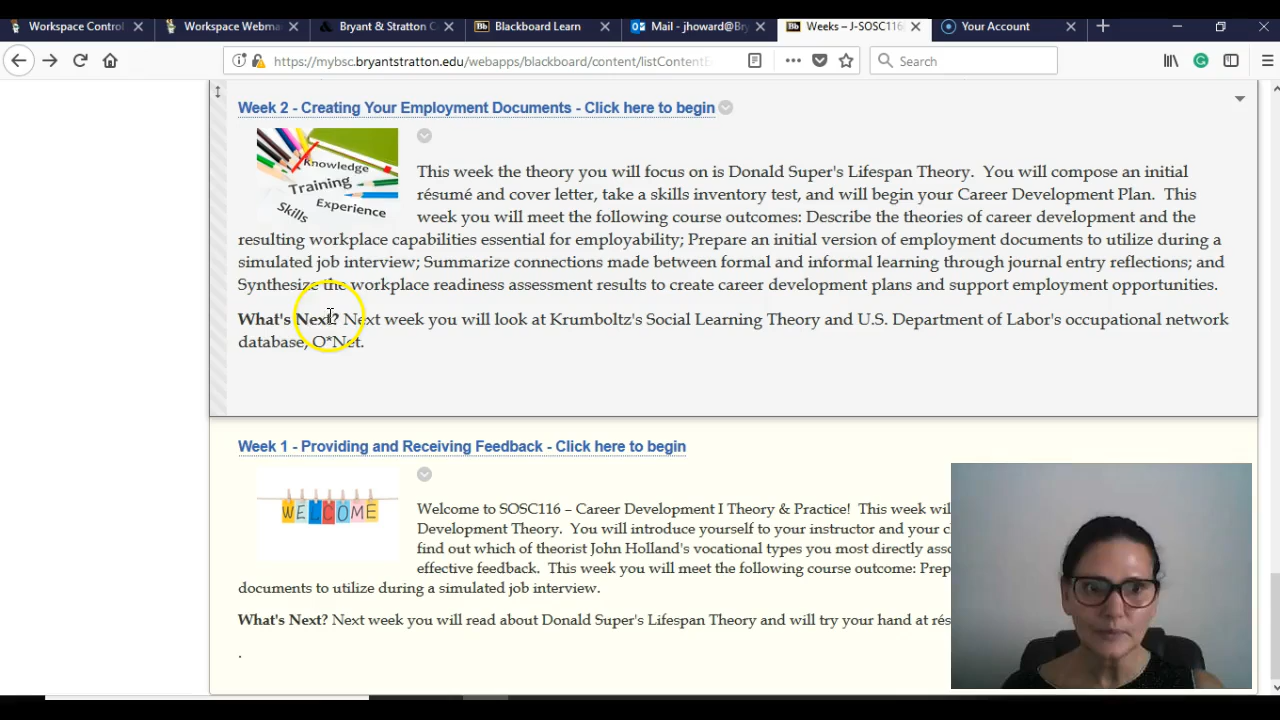 Workspace Control
Workspace Webma
Bryant & Stratton C
Blackboard Learn
Mail - jhoward@Bry
Weeks – J-SOSC116
Your Account
https://mybsc.bryantstratton.edu/webapps/blackboard/content/listContentE
Search
Week 2 - Creating Your Employment Documents - Click here to begin
Knowledge
Training
Experience
Skills
This week the theory you will focus on is Donald Super's Lifespan Theory. You will compose an initial
résumé and cover letter, take a skills inventory test, and will begin your Career Development Plan. This
week you will meet the following course outcomes: Describe the theories of career development and the
resulting workplace capabilities essential for employability; Prepare an initial version of employment documents to utilize during a
simulated job interview; Summarize connections made between formal and informal learning through journal entry reflections; and
Synthesize the workplace readiness assessment results to create career development plans and support employment opportunities.
What's Next? Next week you will look at Krumboltz's Social Learning Theory and U.S. Department of Labor's occupational network
database, O*Net.
Week 1 - Providing and Receiving Feedback - Click here to begin
WELCOME
Welcome to SOSC116 – Career Development I Theory & Practice! This week wil
Development Theory. You will introduce yourself to your instructor and your cl
find out which of theorist John Holland's vocational types you most directly asso
effective feedback. This week you will meet the following course outcome: Prep
documents to utilize during a simulated job interview.
What's Next? Next week you will read about Donald Super's Lifespan Theory and will try your hand at rés
.